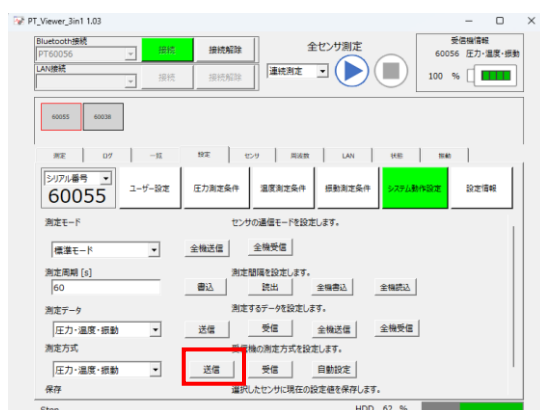 PT_Viewer_3in1 1.03
Bluetooth接続
PT60056
接続
接続解除
LAN接続
接続
接続解除
全センサ測定
連続測定
受信機情報
60056 圧力・温度・振動
100 %
60055
60038
測定
ログ
一覧
設定
センサ
周波数
LAN
状態
シリアル番号
60055
ユーザー設定
圧力測定条件
温度測定条件
振動測定条件
システム動作設定
設定情報
測定モード
センサの通信モードを設定します。
標準モード
全機送信
全機受信
測定周期 [s]
測定間隔を設定します。
60
書込
読出
全機書込
全機読込
測定データ
測定するデータを設定します。
圧力・温度・振動
送信
受信
全機送信
全機受信
測定方式
受信機の測定方式を設定します。
圧力・温度・振動
送信
受信
自動設定
保存
選択したセンサに現在の設定値を保存します。
Stop
HDD 62 %